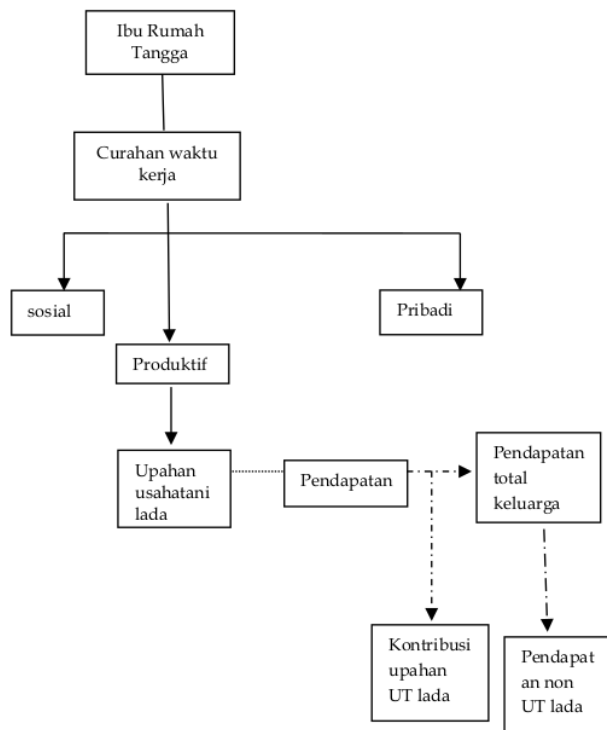 Ibu Rumah
Tangga
Curahan waktu
kerja
sosial
Pribadi
Produktif
Upahan
usahatani
lada
Pendapatan
Pendapatan
total
keluarga
Kontribusi
upahan
UT lada
Pendapat
an non
UT lada